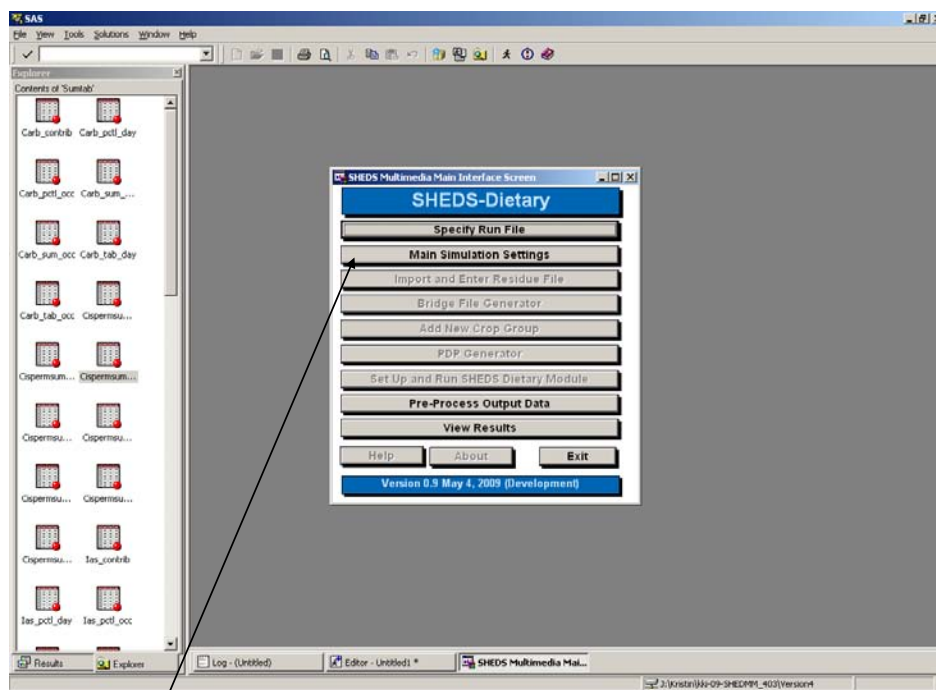 SAS
File View Tools Solutions Window Help
Explorer
Contents of 'Sumtab'
Carb_contrib Carb_pctl_day
Carb_pctl_occ Carb_sum_...
Carb_sum_occ Carb_tab_day
Carb_tab_occ Cispermsu...
Cispermsum... Cispermsum...
Cispermsu... Cispermsu...
Cispermsu... Cispermsu...
Cispermsu... Ias_contrib
Ias_pctl_day Ias_pctl_occ
Results Explorer
SHEDS Multimedia Main Interface Screen
SHEDS-Dietary
Specify Run File
Main Simulation Settings
Import and Enter Residue File
Bridge File Generator
Add New Crop Group
PDP Generator
Set Up and Run SHEDS Dietary Module
Pre-Process Output Data
View Results
Help About Exit
Version 0.9 May 4, 2009 (Development)
Log - (Untitled) Editor - Untitled1 * SHEDS Multimedia Mai...